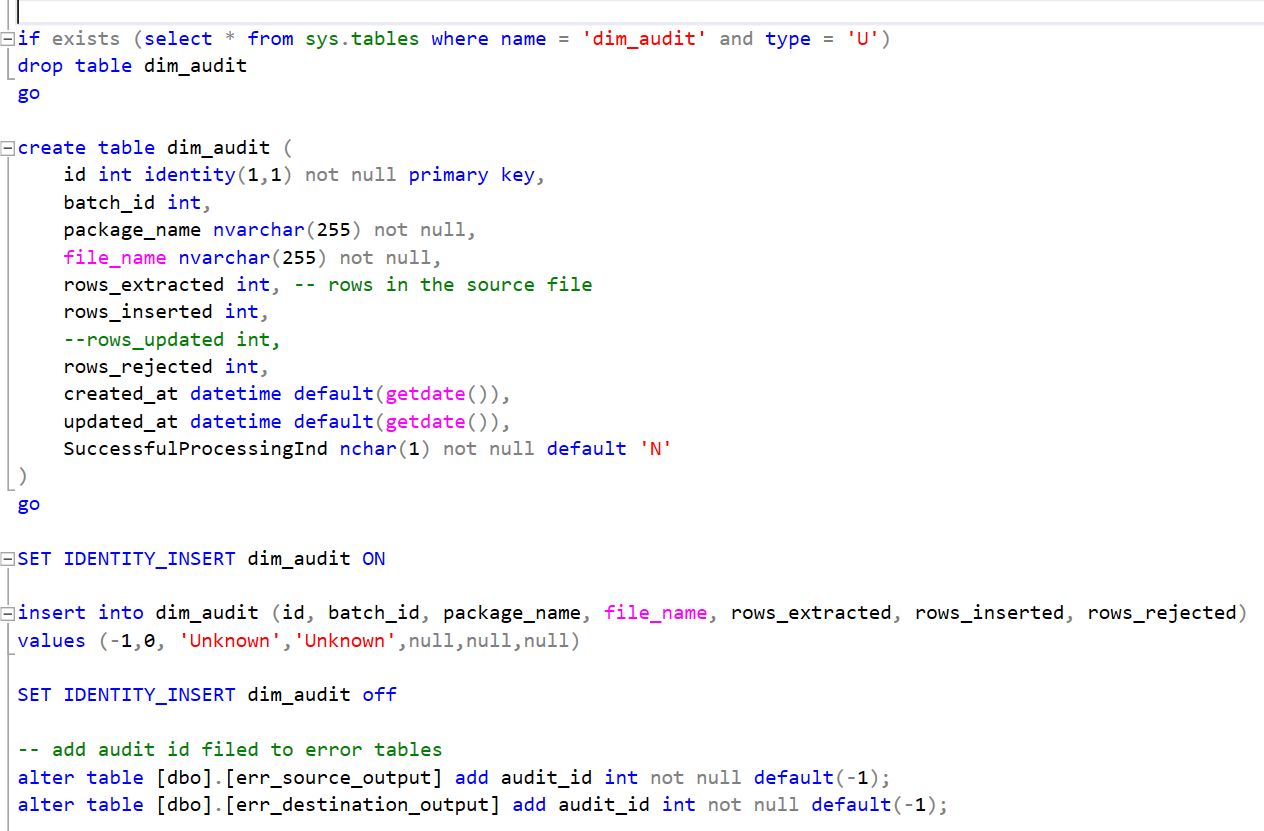 if exists (select * from sys.tables where name = 'dim_audit' and type = 'U')
drop table dim_audit
go
create table dim_audit (
id int identity(1,1) not null primary key,
batch_id int,
package_name nvarchar(255) not null,
file_name nvarchar(255) not null,
rows_extracted int, -- rows in the source file
rows_inserted int,
--rows_updated int,
rows_rejected int,
created_at datetime default(getdate()),
updated_at datetime default(getdate()),
SuccessfulProcessingInd nchar(1) not null default 'N'
)
go
SET IDENTITY_INSERT dim_audit ON
insert into dim_audit (id, batch_id, package_name, file_name, rows_extracted, rows_inserted, rows_rejected)
values (-1,0, 'Unknown','Unknown',null,null,null)
SET IDENTITY_INSERT dim_audit off
-- add audit id filed to error tables
alter table [dbo].[err_source_output] add audit_id int not null default(-1);
alter table [dbo].[err_destination_output] add audit_id int not null default(-1);